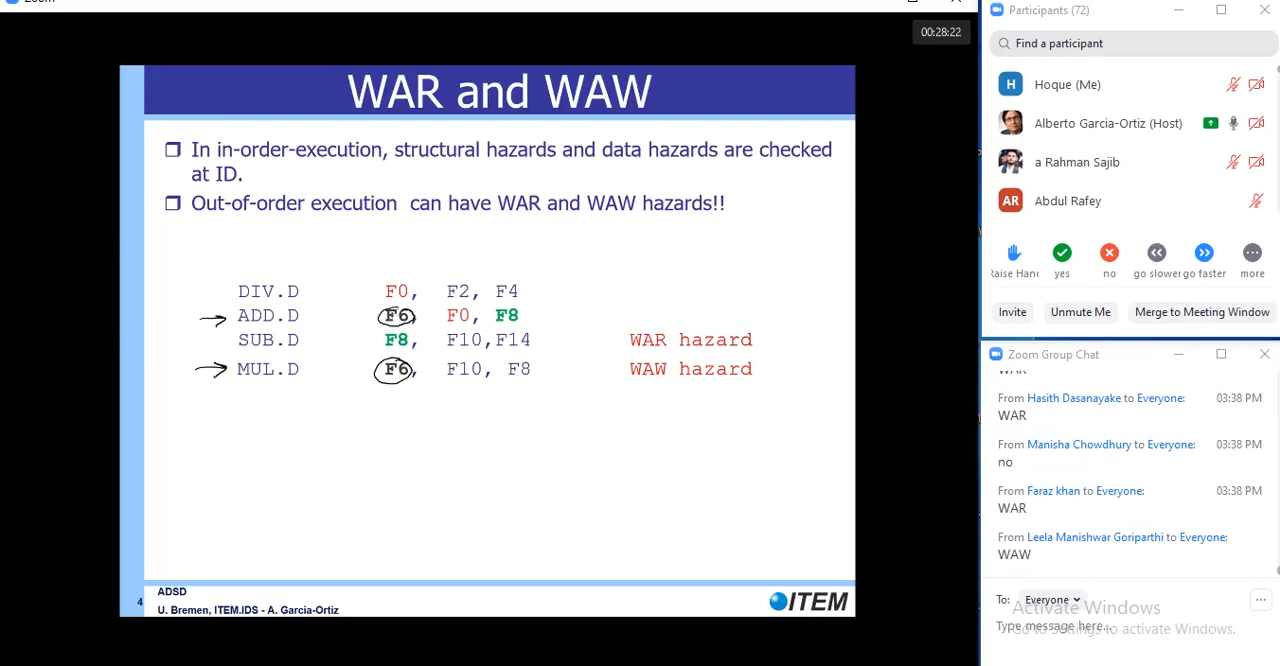 00:28:22
WAR and WAW
In in-order-execution, structural hazards and data hazards are checked
at ID.
Out-of-order execution can have WAR and WAW hazards!!
DIV.D F0, F2, F4
ADD.D F6, F0, F8
SUB.D F8, F10,F14 WAR hazard
MUL.D F6, F10, F8 WAW hazard
4
ADSD
U. Bremen, ITEM.IDS - A. Garcia-Ortiz
ITEM
Participants (72)
Find a participant
H Hoque (Me)
Alberto Garcia-Ortiz (Host)
a Rahman Sajib
AR Abdul Rafey
yes no go slower go faster more
Invite Unmute Me Merge to Meeting Window
Zoom Group Chat
WAR
From Hasith Dasanayake to Everyone: 03:38 PM
WAR
From Manisha Chowdhury to Everyone: 03:38 PM
no
From Faraz khan to Everyone: 03:38 PM
WAR
From Leela Manishwar Goriparthi to Everyone:
WAW
To: Everyone
Activate Windows
Type message here...
Go to Settings to activate Windows.